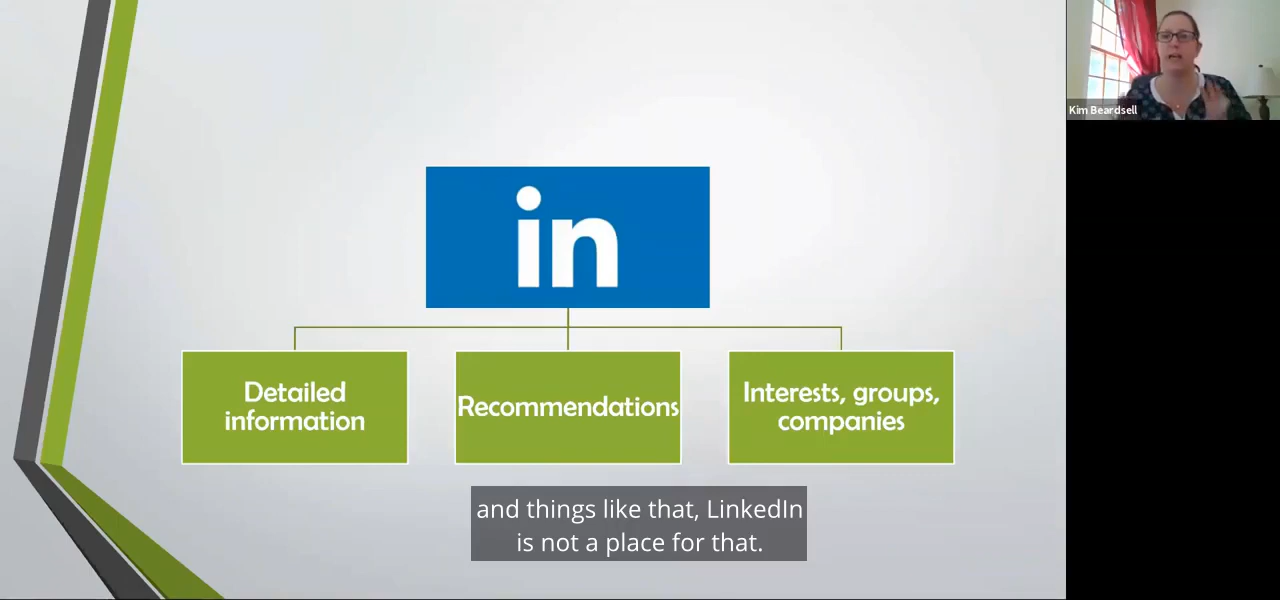 Kim Beardsell
in
Detailed
information
Recommendations
Interests, groups,
companies
and things like that, LinkedIn
is not a place for that.